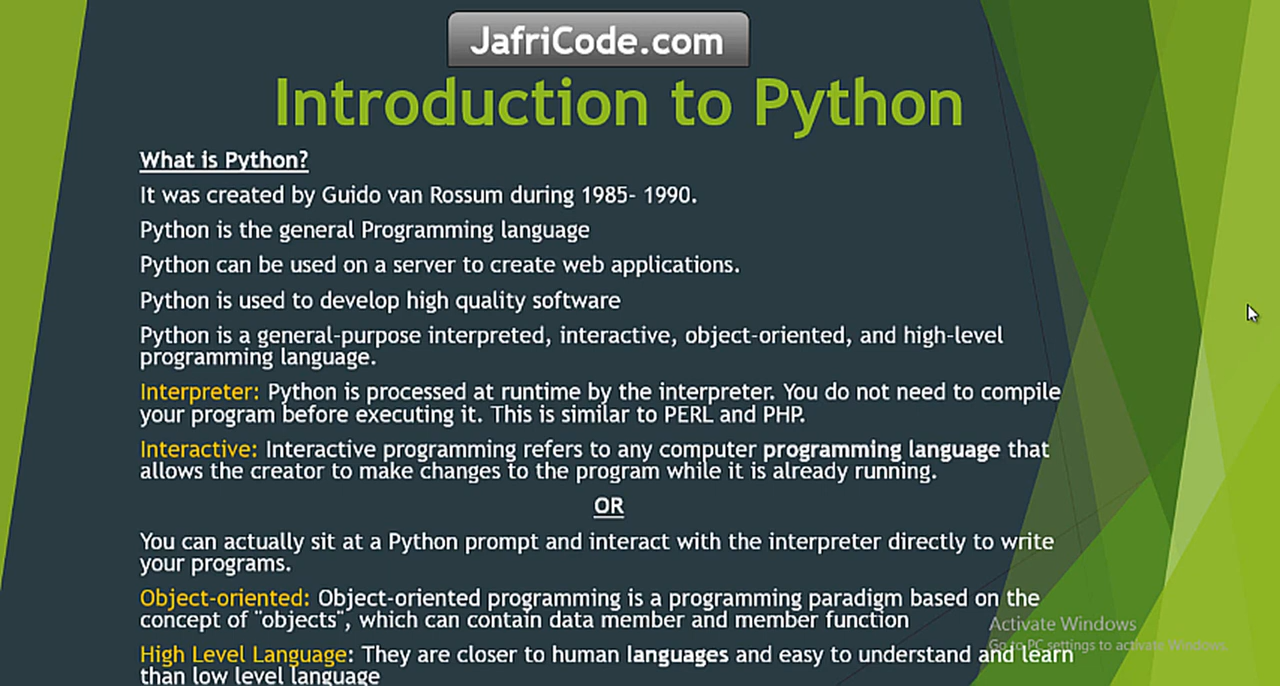 JafriCode.com
Introduction to Python
What is Python?
It was created by Guido van Rossum during 1985- 1990.
Python is the general Programming language
Python can be used on a server to create web applications.
Python is used to develop high quality software
Python is a general-purpose interpreted, interactive, object-oriented, and high-level
programming language.
Interpreter: Python is processed at runtime by the interpreter. You do not need to compile
your program before executing it. This is similar to PERL and PHP.
Interactive: Interactive programming refers to any computer programming language that
allows the creator to make changes to the program while it is already running.
OR
You can actually sit at a Python prompt and interact with the interpreter directly to write
your programs.
Object-oriented: Object-oriented programming is a programming paradigm based on the
concept of "objects", which can contain data member and member function
Activate Windows
Go to PC settings to activate Windows.
High Level Language: They are closer to human languages and easy to understand and learn
than low level language